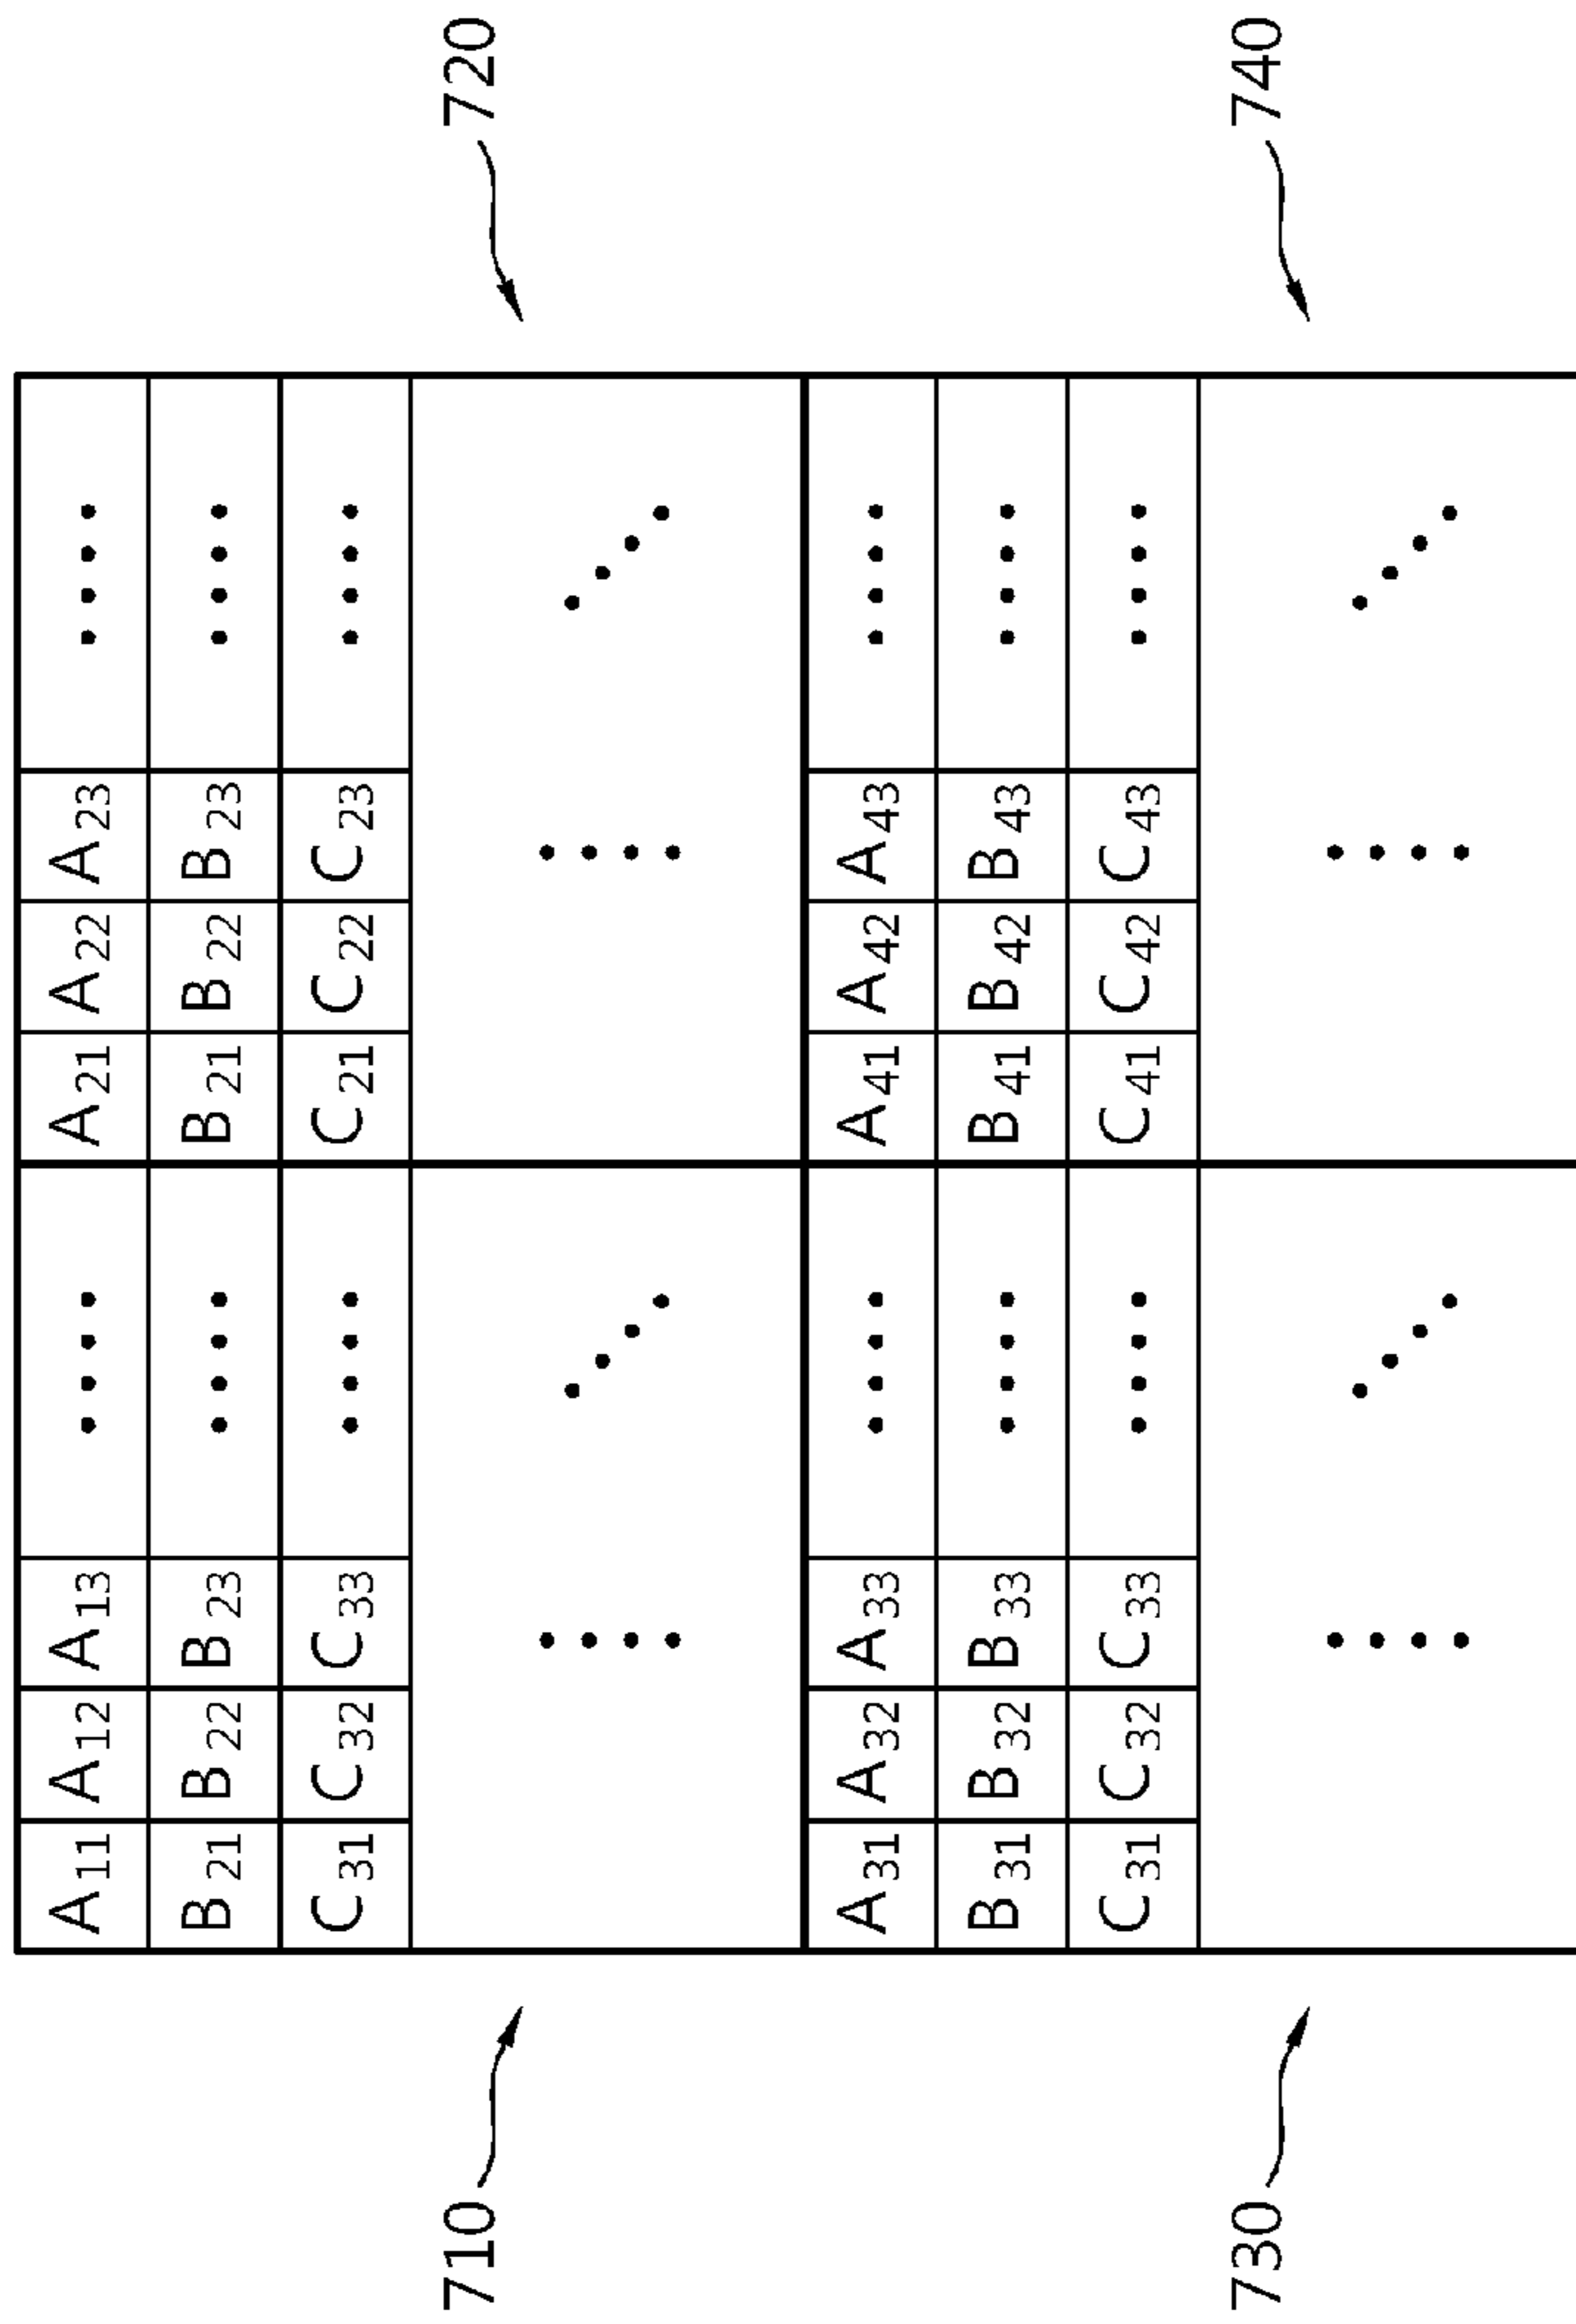 A11 A12 A13 .... A21 A22 A23 ....
B21 B22 B23 .... B21 B22 B23 ....
C31 C32 C33 .... C21 C22 C23 ....
710 720
A31 A32 A33 .... A41 A42 A43 ....
B31 B32 B33 .... B41 B42 B43 ....
C31 C32 C33 .... C41 C42 C43 ....
730 740